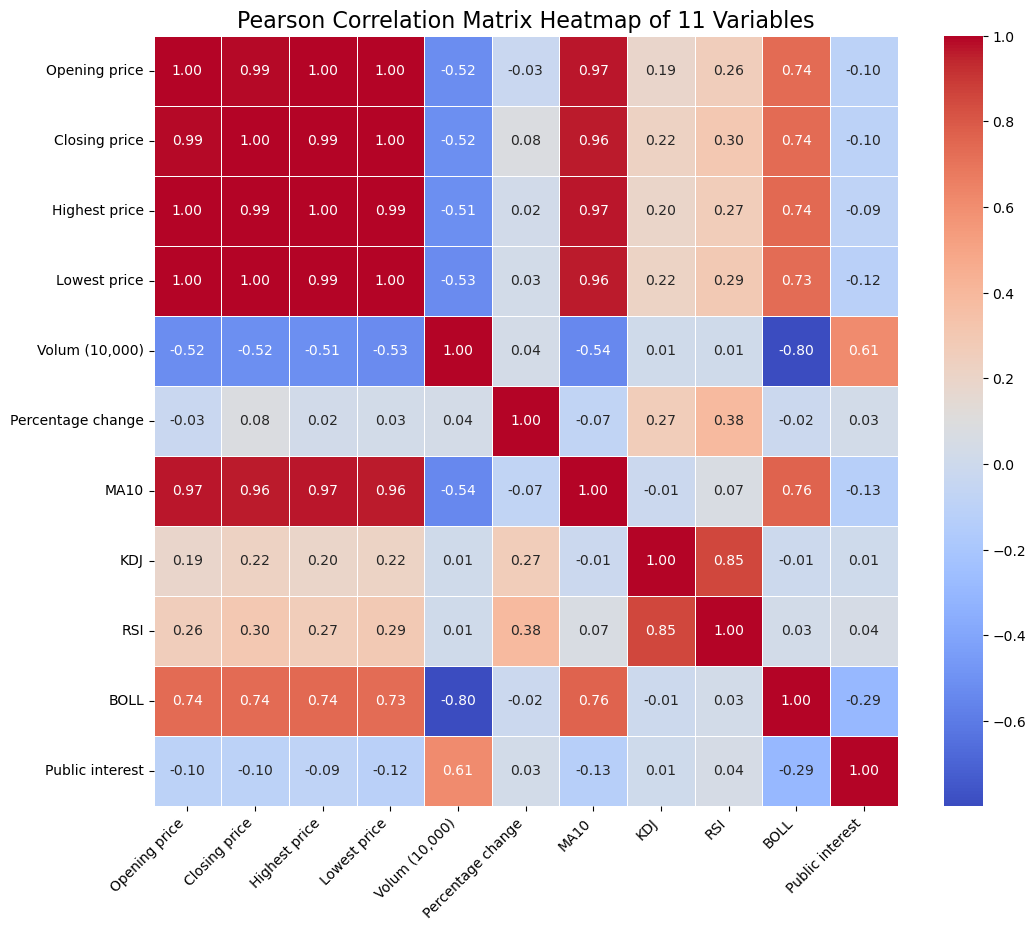 Pearson Correlation Matrix Heatmap of 11 Variables
Opening price 1.00 0.99 1.00 1.00 -0.52 -0.03 0.97 0.19 0.26 0.74 -0.10
Closing price 0.99 1.00 0.99 1.00 -0.52 0.08 0.96 0.22 0.30 0.74 -0.10
Highest price 1.00 0.99 1.00 0.99 -0.51 0.02 0.97 0.20 0.27 0.74 -0.09
Lowest price 1.00 1.00 0.99 1.00 -0.53 0.03 0.96 0.22 0.29 0.73 -0.12
Volum (10,000) -0.52 -0.52 -0.51 -0.53 1.00 0.04 -0.54 0.01 0.01 -0.80 0.61
Percentage change -0.03 0.08 0.02 0.03 0.04 1.00 -0.07 0.27 0.38 -0.02 0.03
MA10 0.97 0.96 0.97 0.96 -0.54 -0.07 1.00 -0.01 0.07 0.76 -0.13
KDJ 0.19 0.22 0.20 0.22 0.01 0.27 -0.01 1.00 0.85 -0.01 0.01
RSI 0.26 0.30 0.27 0.29 0.01 0.38 0.07 0.85 1.00 0.03 0.04
BOLL 0.74 0.74 0.74 0.73 -0.80 -0.02 0.76 -0.01 0.03 1.00 -0.29
Public interest -0.10 -0.10 -0.09 -0.12 0.61 0.03 -0.13 0.01 0.04 -0.29 1.00
Opening price
Closing price
Highest price
Lowest price
Volum (10,000)
Percentage change
MA10
KDJ
RSI
BOLL
Public interest
1.0
0.8
0.6
0.4
0.2
0.0
−0.2
−0.4
−0.6